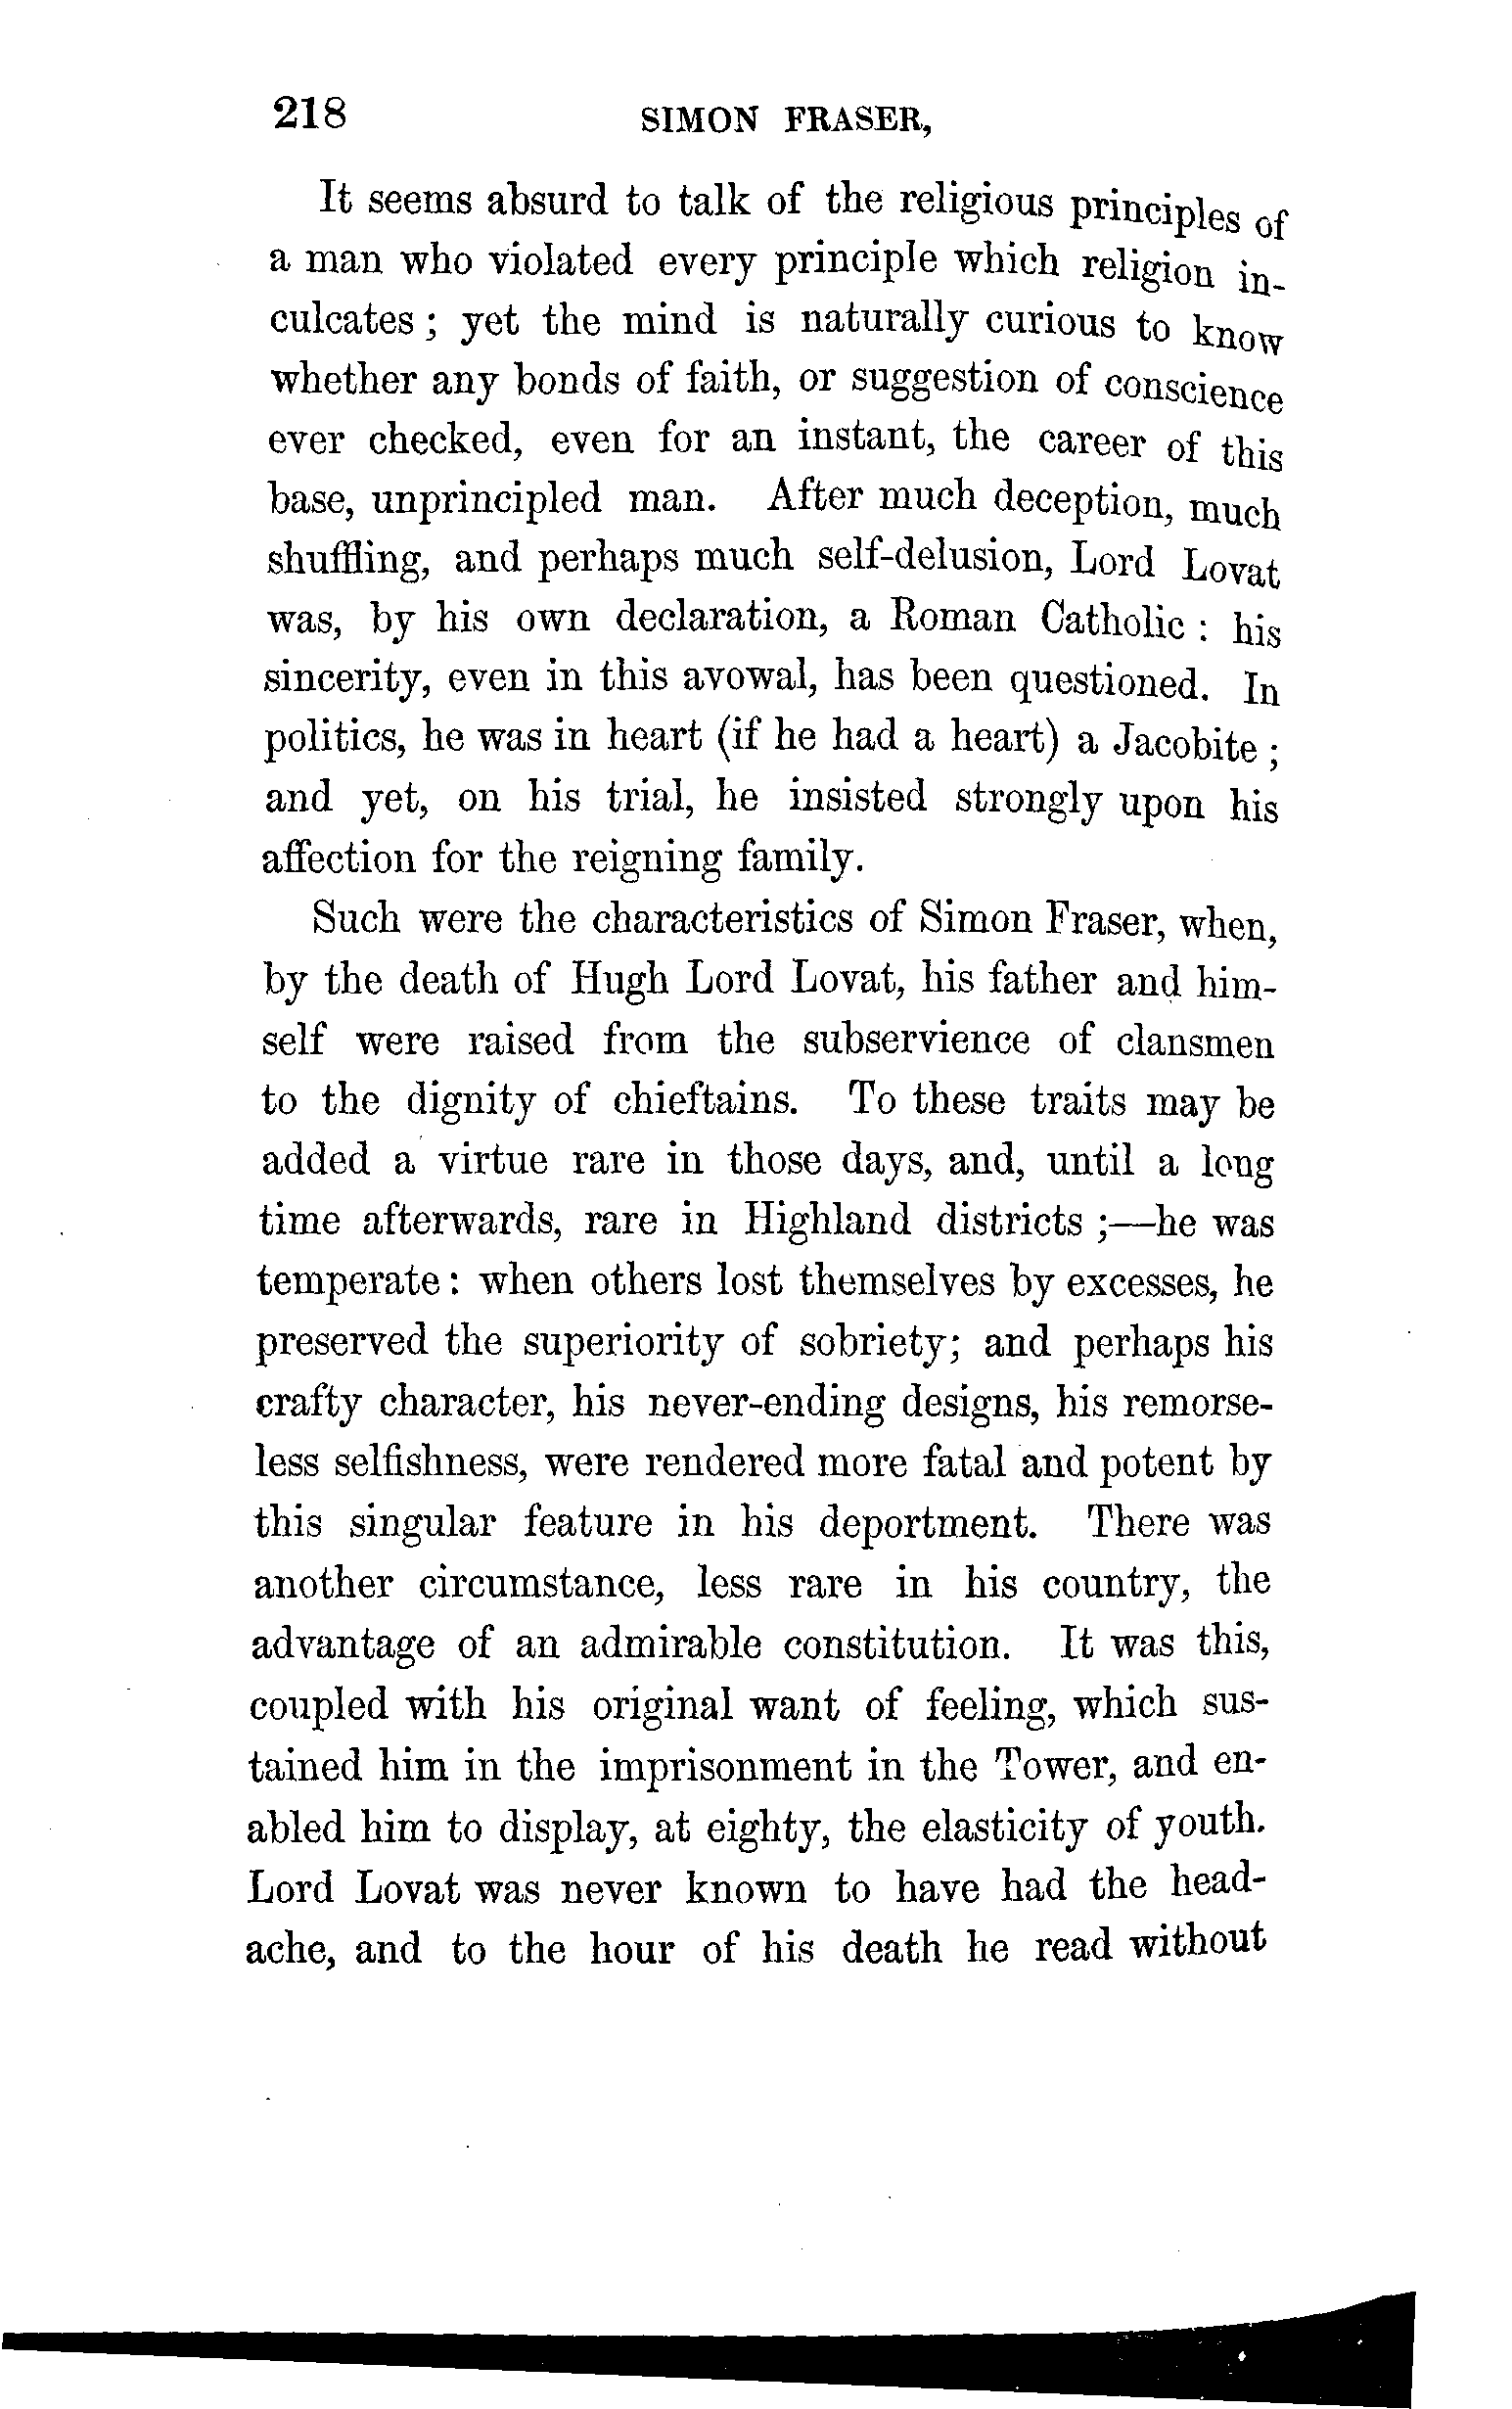 218 SIMON FRASER,
It seems absurd to talk of the religious principles of
a man who violated every principle which religion in-
culcates ; yet the mind is naturally curious to know
whether any bonds of faith, or suggestion of conscience
ever checked, even for an instant, the career of this
base, unprincipled man. After much deception, much
shuffling, and perhaps much self-delusion, Lord Lovat
was, by his own declaration, a Roman Catholic : his
sincerity, even in this avowal, has been questioned. In
politics, he was in heart (if he had a heart) a Jacobite ;
and yet, on his trial, he insisted strongly upon his
affection for the reigning family.
Such were the characteristics of Simon Fraser, when,
by the death of Hugh Lord Lovat, his father and him-
self were raised from the subservience of clansmen
to the dignity of chieftains. To these traits may be
added a virtue rare in those days, and, until a long
time afterwards, rare in Highland districts ;—he was
temperate : when others lost themselves by excesses, he
preserved the superiority of sobriety; and perhaps his
crafty character, his never-ending designs, his remorse-
less selfishness, were rendered more fatal and potent by
this singular feature in his deportment. There was
another circumstance, less rare in his country, the
advantage of an admirable constitution. It was this,
coupled with his original want of feeling, which sus-
tained him in the imprisonment in the Tower, and en-
abled him to display, at eighty, the elasticity of youth.
Lord Lovat was never known to have had the head-
ache, and to the hour of his death he read without